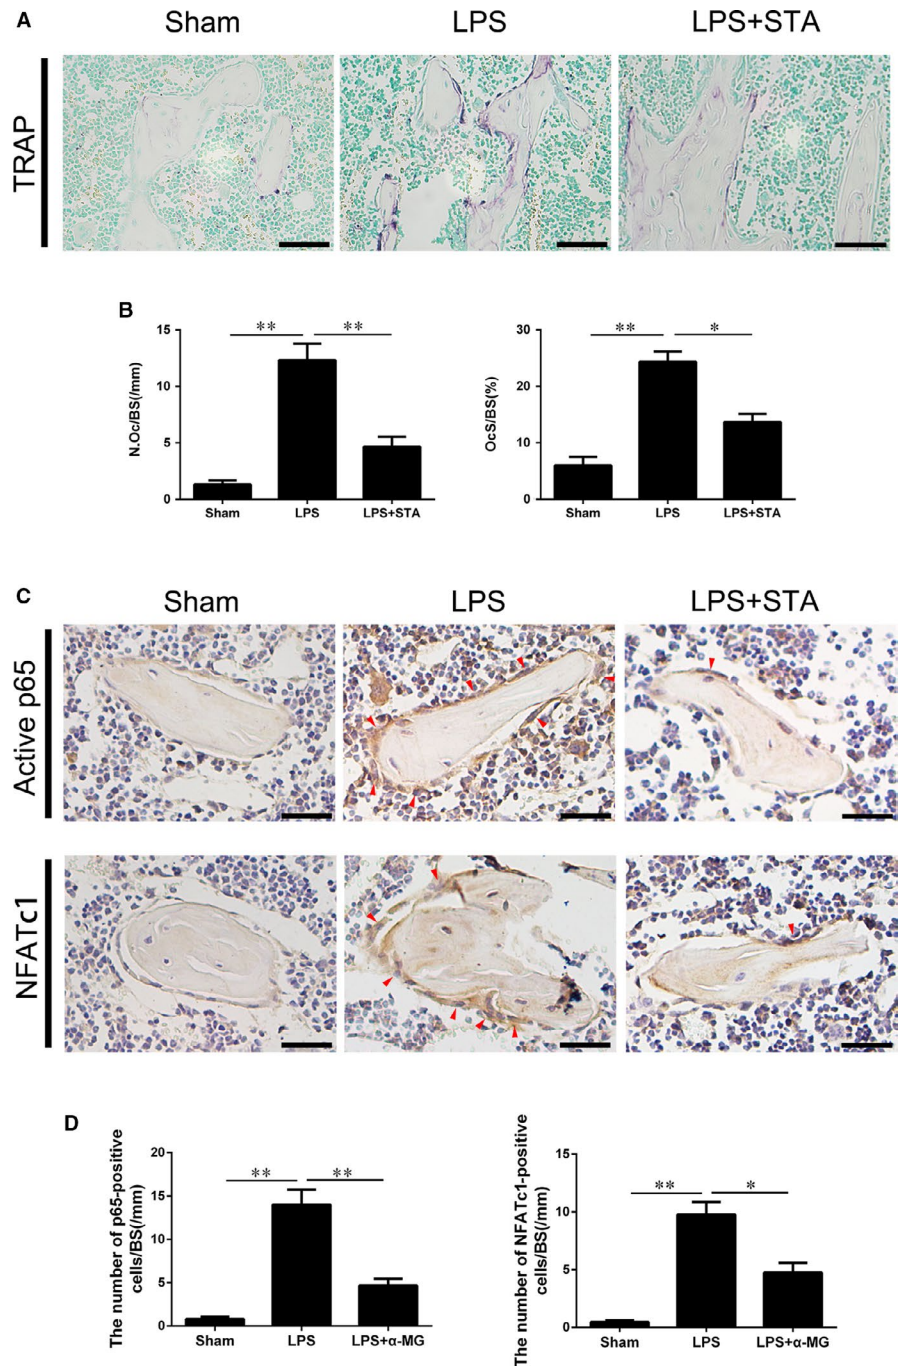 A
Sham
LPS
LPS+STA
TRAP
B
N.Oc/BS(/mm)
15
10
5
0
**
**
Sham
LPS
LPS+STA
OcS/BS(%)
30
20
10
0
**
*
Sham
LPS
LPS+STA
C
Sham
LPS
LPS+STA
Active p65
NFATc1
D
The number of p65-positive
cells/BS(/mm)
20
15
10
5
0
**
**
Sham
LPS
LPS+α-MG
The number of NFATc1-positive
cells/BS(/mm)
15
10
5
0
**
*
Sham
LPS
LPS+α-MG